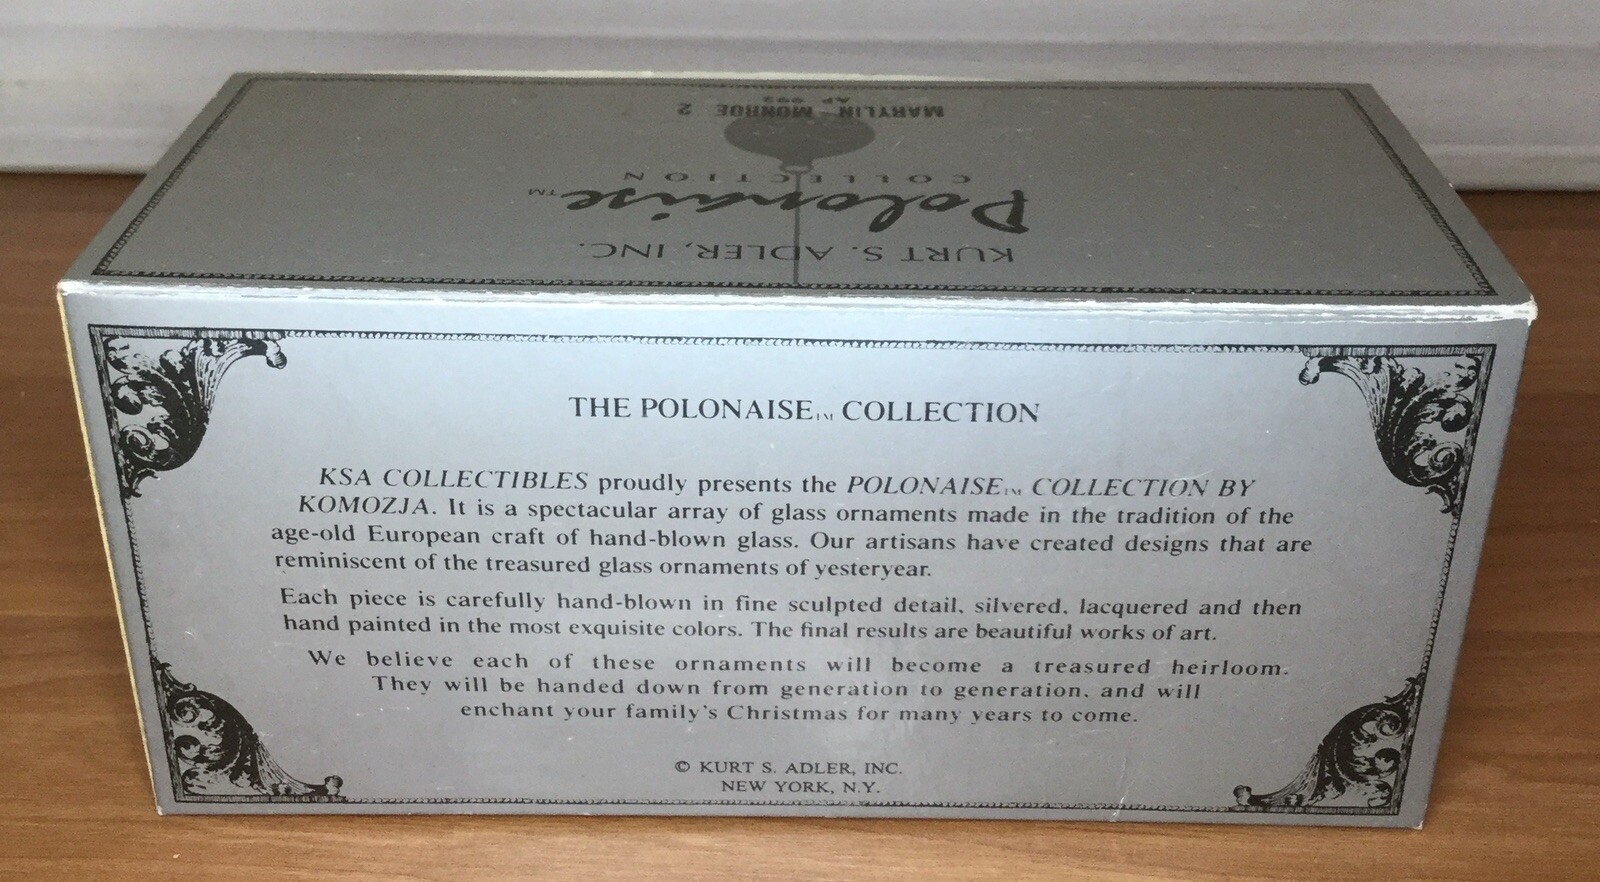 MARYLIN MONROE 2
COLLECTION
Polonaise™
KURT S. ADLER, INC.
THE POLONAISE™ COLLECTION
KSA COLLECTIBLES proudly presents the POLONAISE™ COLLECTION BY
KOMOZJA. It is a spectacular array of glass ornaments made in the tradition of the
age-old European craft of hand-blown glass. Our artisans have created designs that are
reminiscent of the treasured glass ornaments of yesteryear.
Each piece is carefully hand-blown in fine sculpted detail, silvered, lacquered and then
hand painted in the most exquisite colors. The final results are beautiful works of art.
We believe each of these ornaments will become a treasured heirloom.
They will be handed down from generation to generation, and will
enchant your family's Christmas for many years to come.
© KURT S. ADLER, INC.
NEW YORK, N.Y.